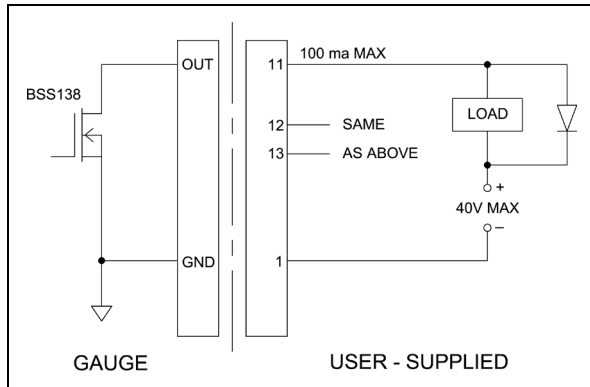 OUT
11
100 ma MAX
BSS138
LOAD
12
SAME
13
AS ABOVE
+
40V MAX
–
GND
1
GAUGE
USER - SUPPLIED